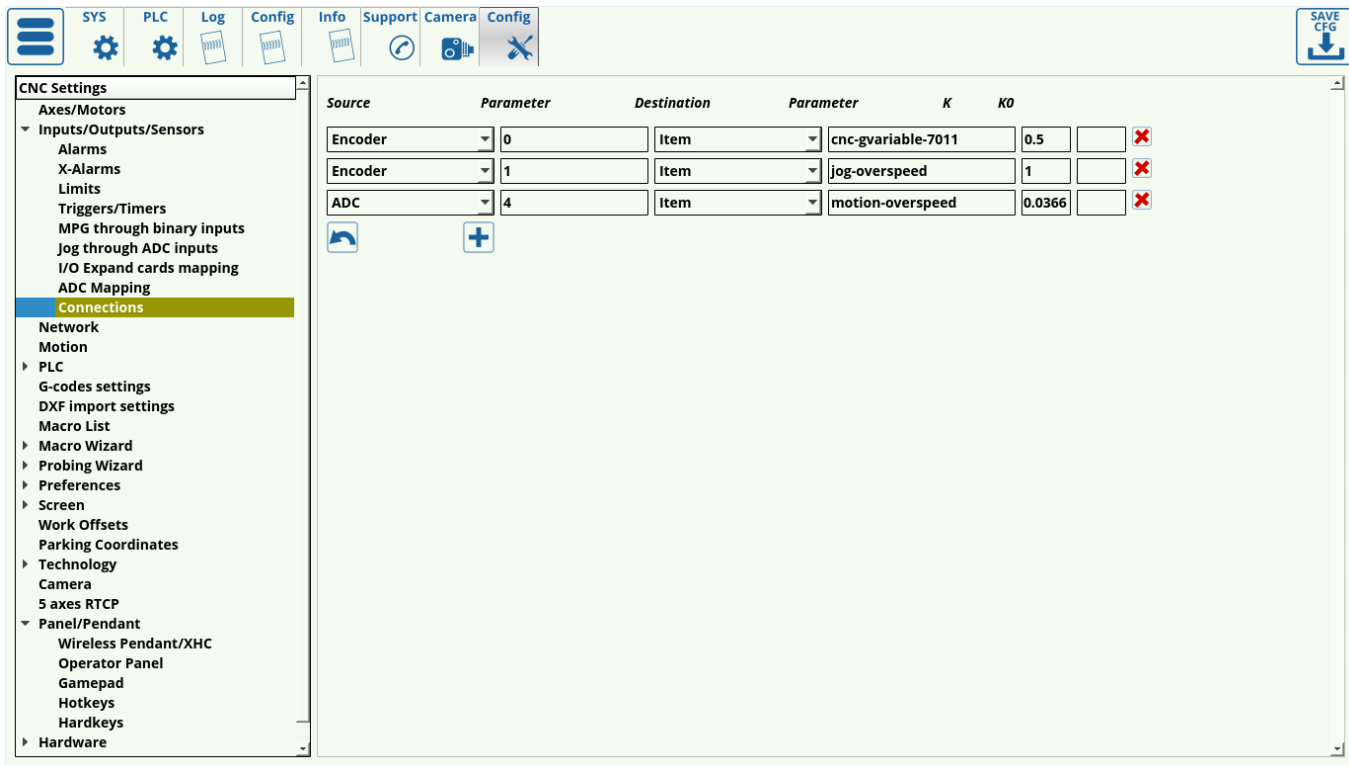 SYS PLC Log Config Info Support Camera Config SAVE CFG
CNC Settings
Axes/Motors
Inputs/Outputs/Sensors
Alarms
X-Alarms
Limits
Triggers/Timers
MPG through binary inputs
Jog through ADC inputs
I/O Expand cards mapping
ADC Mapping
Connections
Network
Motion
PLC
G-codes settings
DXF import settings
Macro List
Macro Wizard
Probing Wizard
Preferences
Screen
Work Offsets
Parking Coordinates
Technology
Camera
5 axes RTCP
Panel/Pendant
Wireless Pendant/XHC
Operator Panel
Gamepad
Hotkeys
Hardkeys
Hardware
Source Parameter Destination Parameter K K0
Encoder 0 Item cnc-gvariable-7011 0.5
Encoder 1 Item jog-overspeed 1
ADC 4 Item motion-overspeed 0.0366